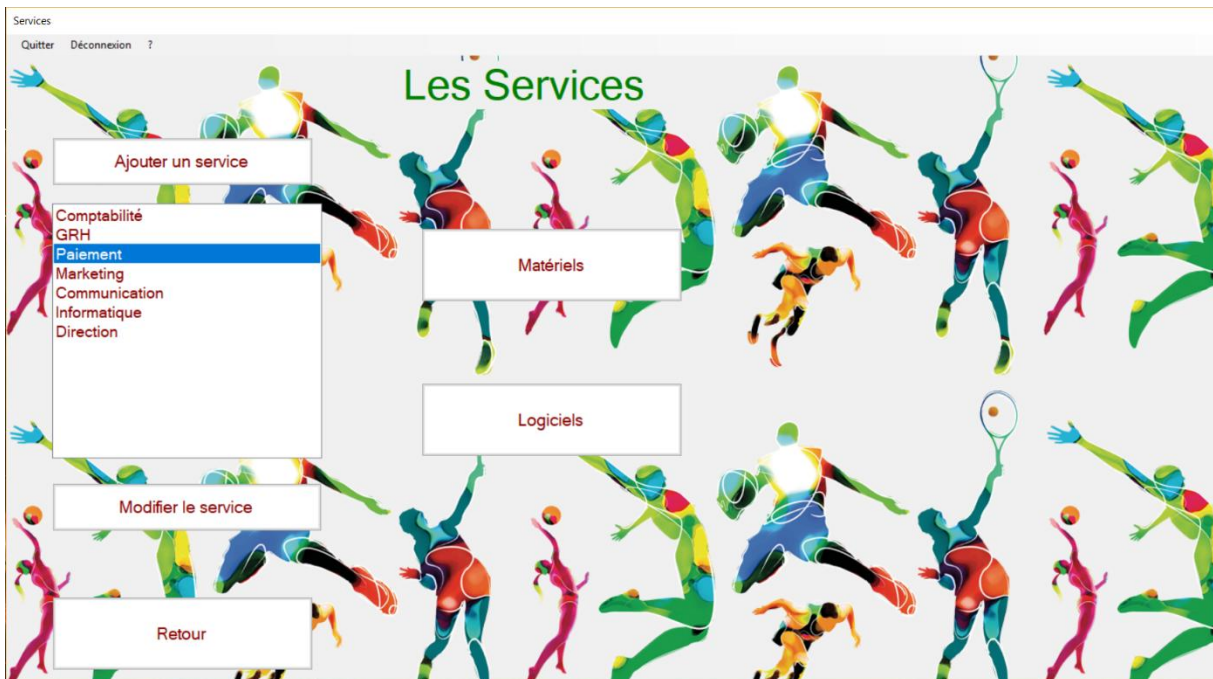 Services
Quitter Déconnexion ?
Les Services
Ajouter un service
Comptabilité
GRH
Paiement
Marketing
Communication
Informatique
Direction
Matériels
Logiciels
Modifier le service
Retour